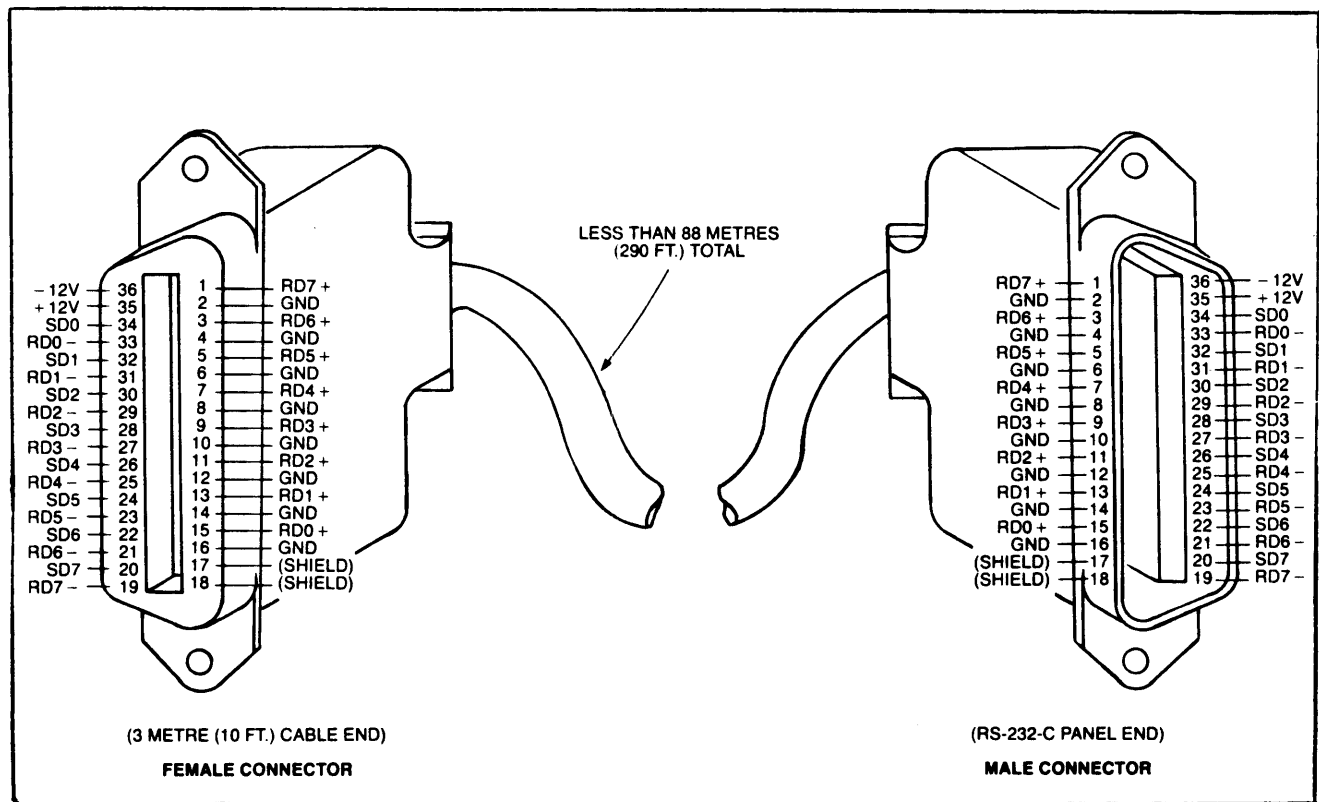 LESS THAN 88 METRES
(290 FT.) TOTAL
- 12V 36 1 RD7 +
+ 12V 35 2 GND
SD0 34 3 RD6 +
RD0 - 33 4 GND
SD1 32 5 RD5 +
RD1 - 31 6 GND
SD2 30 7 RD4 +
RD2 - 29 8 GND
SD3 28 9 RD3 +
RD3 - 27 10 GND
SD4 26 11 RD2 +
RD4 - 25 12 GND
SD5 24 13 RD1 +
RD5 - 23 14 GND
SD6 22 15 RD0 +
RD6 - 21 16 GND
SD7 20 17 (SHIELD)
RD7 - 19 18 (SHIELD)
RD7 + 1 36 - 12V
GND 2 35 + 12V
RD6 + 3 34 SD0
GND 4 33 RD0 -
RD5 + 5 32 SD1
GND 6 31 RD1 -
RD4 + 7 30 SD2
GND 8 29 RD2 -
RD3 + 9 28 SD3
GND 10 27 RD3 -
RD2 + 11 26 SD4
GND 12 25 RD4 -
RD1 + 13 24 SD5
GND 14 23 RD5 -
RD0 + 15 22 SD6
GND 16 21 RD6 -
(SHIELD) 17 20 SD7
(SHIELD) 18 19 RD7 -
(3 METRE (10 FT.) CABLE END)
FEMALE CONNECTOR
(RS-232-C PANEL END)
MALE CONNECTOR